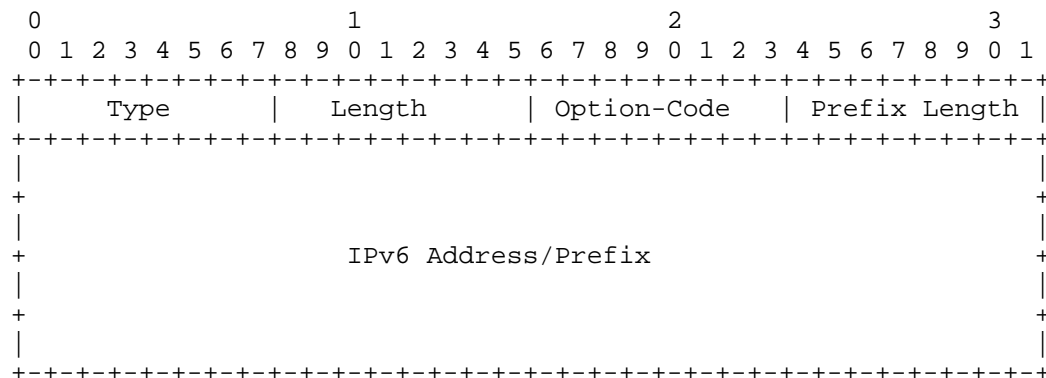 0                   1                   2                   3
0 1 2 3 4 5 6 7 8 9 0 1 2 3 4 5 6 7 8 9 0 1 2 3 4 5 6 7 8 9 0 1
+-+-+-+-+-+-+-+-+-+-+-+-+-+-+-+-+-+-+-+-+-+-+-+-+-+-+-+-+-+-+-+-+
|     Type      |   Length      |  Option-Code  | Prefix Length |
+-+-+-+-+-+-+-+-+-+-+-+-+-+-+-+-+-+-+-+-+-+-+-+-+-+-+-+-+-+-+-+-+
|                                                               |
+                                                               +
|                                                               |
+                    IPv6 Address/Prefix                        +
|                                                               |
+                                                               +
|                                                               |
+-+-+-+-+-+-+-+-+-+-+-+-+-+-+-+-+-+-+-+-+-+-+-+-+-+-+-+-+-+-+-+-+